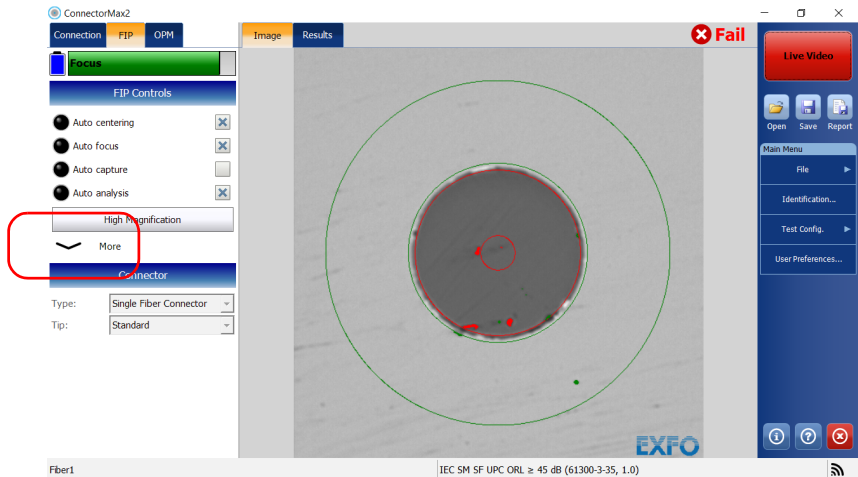 ConnectorMax2
Connection FIP OPM
Image Results
Fail
Live Video
Focus
FIP Controls
Auto centering
Auto focus
Auto capture
Auto analysis
High Magnification
More
Connector
Type: Single Fiber Connector
Tip: Standard
Open Save Report
Main Menu
File
Identification...
Test Config.
User Preferences...
EXFO
Fiber1
IEC SM SF UPC ORL ≥ 45 dB (61300-3-35, 1.0)